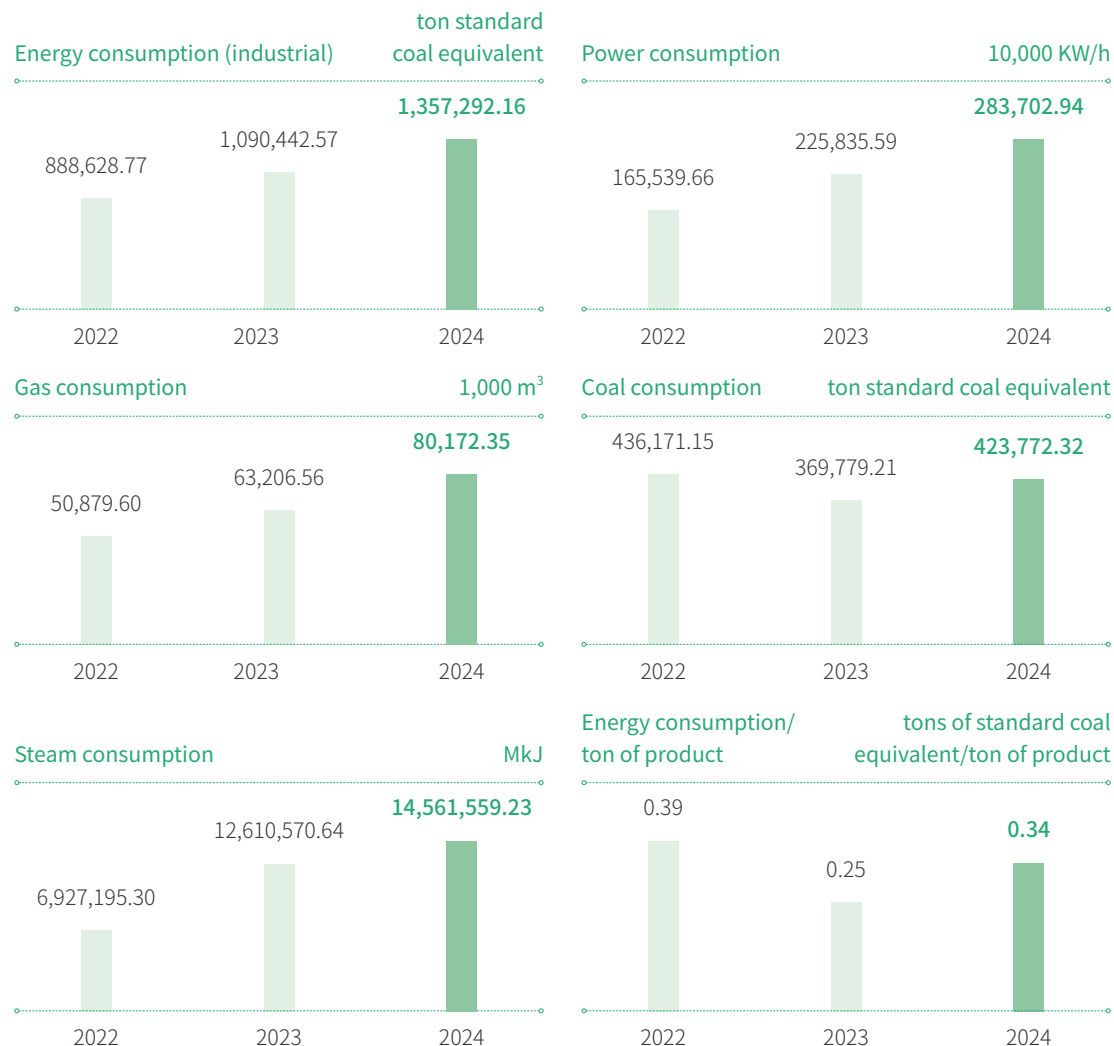 Energy consumption (industrial)
ton standard
coal equivalent
888,628.77
1,090,442.57
1,357,292.16
2022
2023
2024
Power consumption
10,000 KW/h
165,539.66
225,835.59
283,702.94
2022
2023
2024
Gas consumption
1,000 m³
50,879.60
63,206.56
80,172.35
2022
2023
2024
Coal consumption
ton standard coal equivalent
436,171.15
369,779.21
423,772.32
2022
2023
2024
Steam consumption
MkJ
6,927,195.30
12,610,570.64
14,561,559.23
2022
2023
2024
Energy consumption/
ton of product
tons of standard coal
equivalent/ton of product
0.39
0.25
0.34
2022
2023
2024